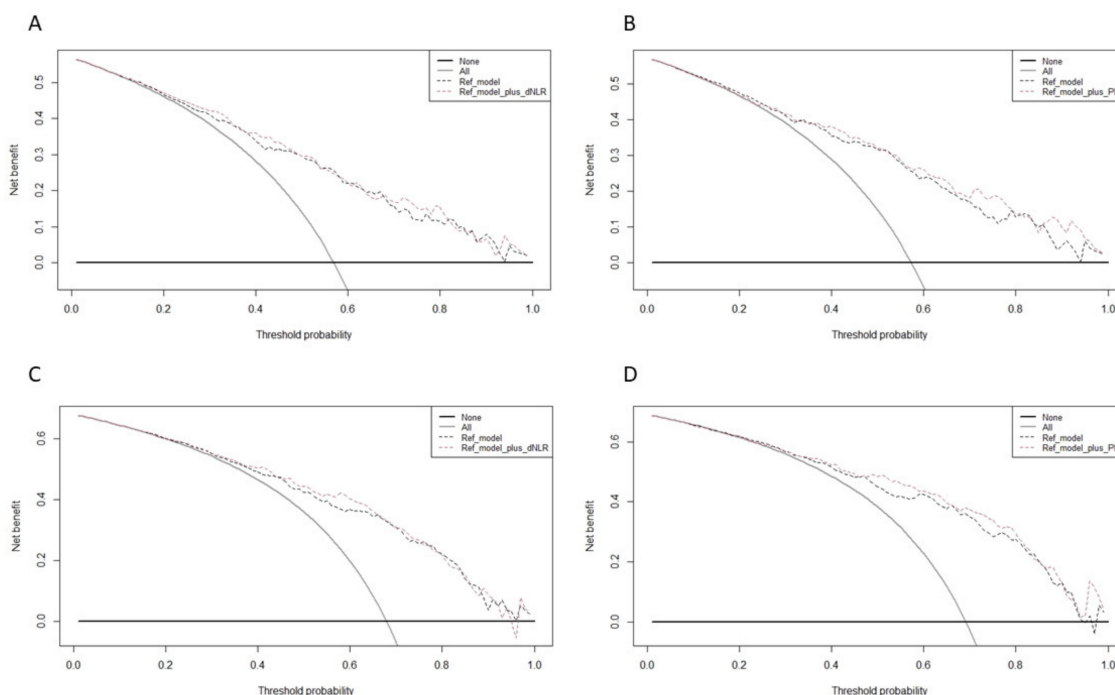 A
None
All
Ref_model
Ref_model_plus_dNLR
Net benefit
0.5
0.4
0.3
0.2
0.1
0.0
0.0 0.2 0.4 0.6 0.8 1.0
Threshold probability
B
None
All
Ref_model
Net benefit
0.5
0.4
0.3
0.2
0.1
0.0
0.0 0.2 0.4 0.6 0.8 1.0
Threshold probability
C
None
All
Ref_model
Ref_model_plus_dNLR
Net benefit
0.6
0.4
0.2
0.0
0.0 0.2 0.4 0.6 0.8 1.0
Threshold probability
D
None
All
Ref_model
Net benefit
0.6
0.4
0.2
0.0
0.0 0.2 0.4 0.6 0.8 1.0
Threshold probability